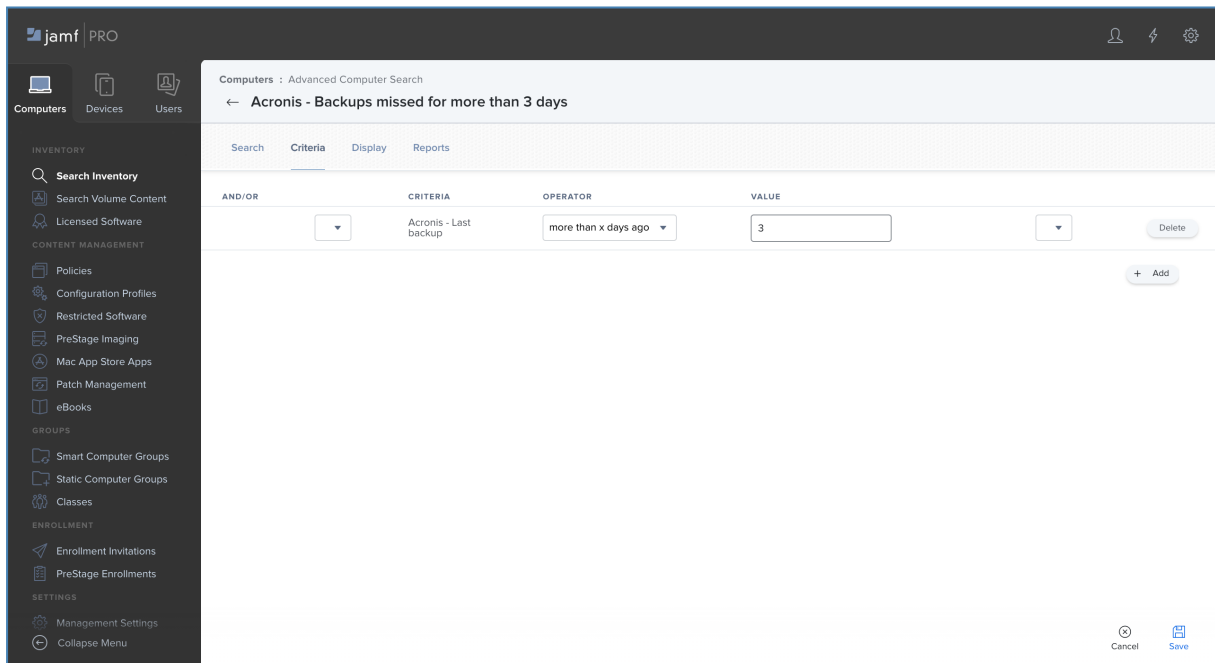 jamf PRO
Computers
Devices
Users
INVENTORY
Search Inventory
Search Volume Content
Licensed Software
CONTENT MANAGEMENT
Policies
Configuration Profiles
Restricted Software
PreStage Imaging
Mac App Store Apps
Patch Management
eBooks
GROUPS
Smart Computer Groups
Static Computer Groups
Classes
ENROLLMENT
Enrollment Invitations
PreStage Enrollments
SETTINGS
Management Settings
Collapse Menu
Computers : Advanced Computer Search
← Acronis - Backups missed for more than 3 days
Search Criteria Display Reports
AND/OR CRITERIA OPERATOR VALUE
Acronis - Last
backup
more than x days ago
3
Delete
+ Add
Cancel
Save